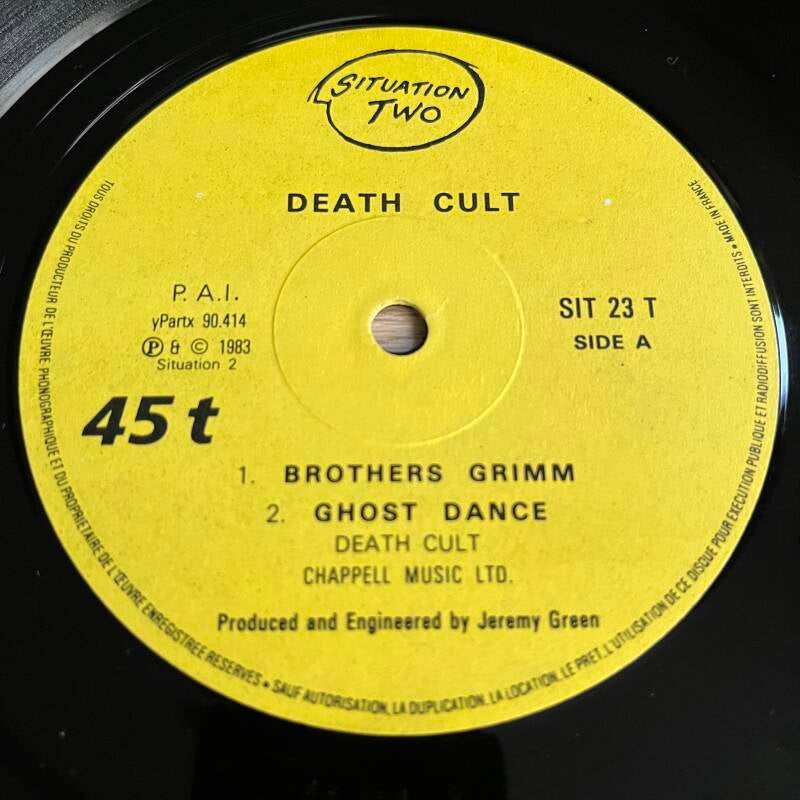 SITUATION
TWO
DEATH CULT
P. A. I.
yPartx 90.414
Ⓟ & © 1983
Situation 2
SIT 23 T
SIDE A
45 t
1. BROTHERS GRIMM
2. GHOST DANCE
DEATH CULT
CHAPPELL MUSIC LTD.
Produced and Engineered by Jeremy Green
TOUS DROITS DU PRODUCTEUR DE L'ŒUVRE PHONOGRAPHIQUE ET DU PROPRIETAIRE DE L'ŒUVRE ENREGISTREE RESERVES • SAUF AUTORISATION, LA DUPLICATION, LA LOCATION, LE PRET, L'UTILISATION DE CE DISQUE POUR EXECUTION PUBLIQUE ET RADIODIFFUSION SONT INTERDITS • MADE IN FRANCE